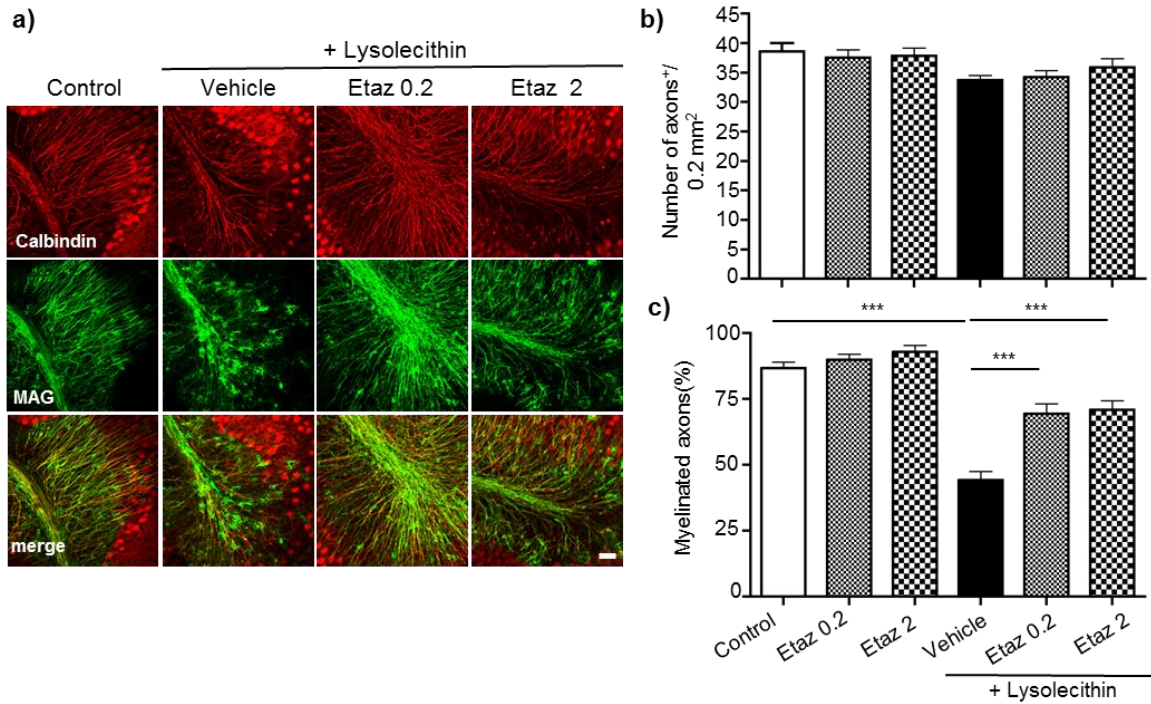 a)
+ Lysolecithin
Control Vehicle Etaz 0.2 Etaz 2
Calbindin
MAG
merge
b)
Number of axons⁺/
0.2 mm²
40
35
30
25
45
20
15
10
5
0
c)
***
***
***
Myelinated axons(%)
100
75
50
25
0
Control
Etaz 0.2
Etaz 2
Vehicle
Etaz 0.2
Etaz 2
+ Lysolecithin